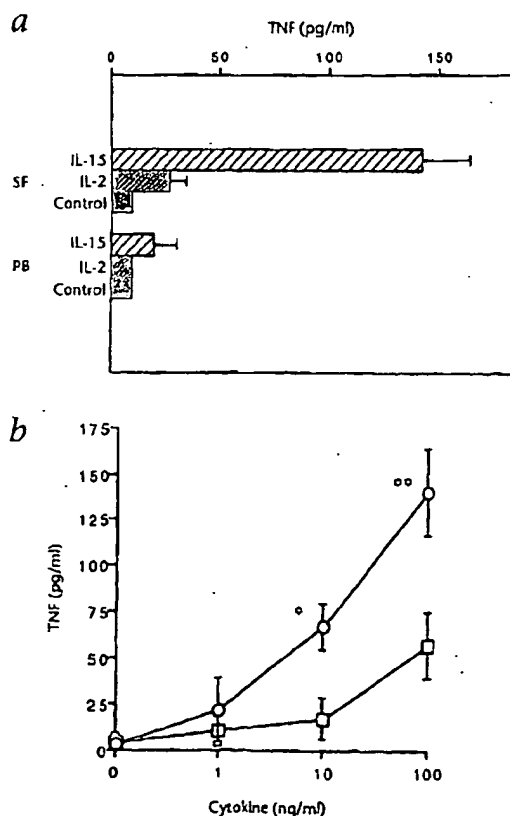 a
TNF (pg/ml)
0 50 100 150
IL-15
SF IL-2
Control
IL-15
PB IL-2
Control
b
175
150
125
100
75
50
25
0
TNF (pg/ml)
0 1 10 100
Cytokine (ng/ml)